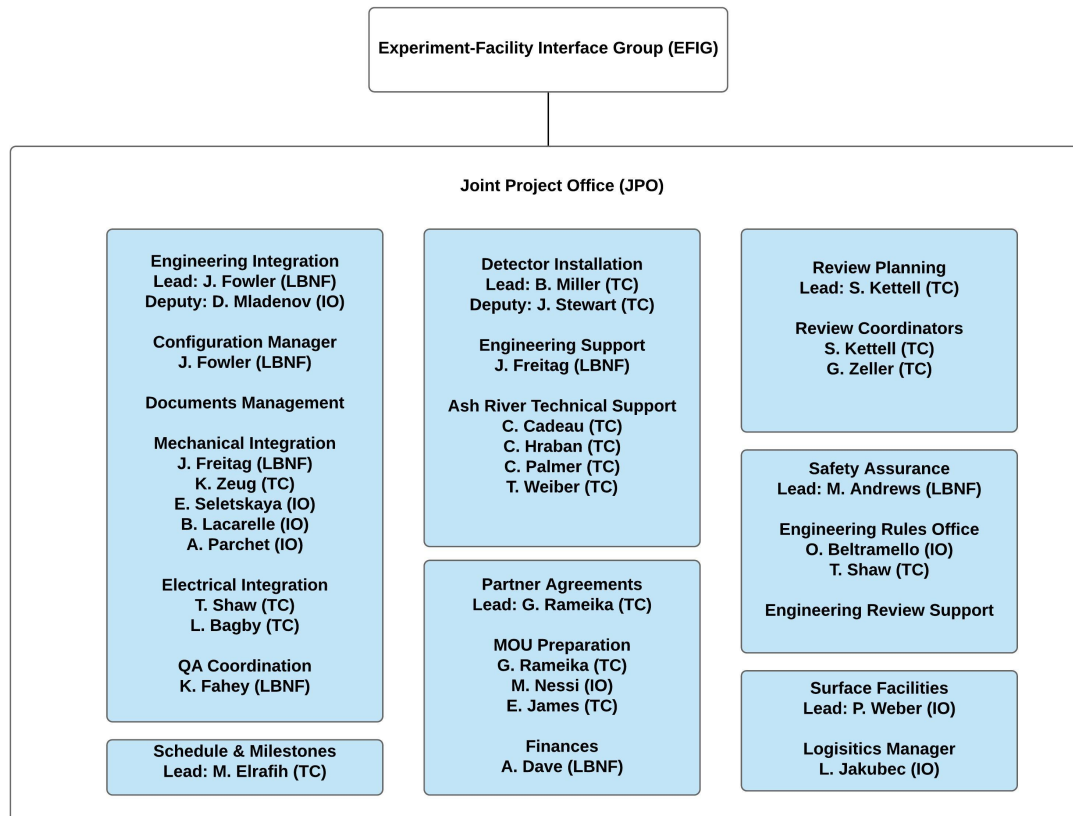 Experiment-Facility Interface Group (EFIG)
Joint Project Office (JPO)
Engineering Integration
Lead: J. Fowler (LBNF)
Deputy: D. Mladenov (IO)
Configuration Manager
J. Fowler (LBNF)
Documents Management
Mechanical Integration
J. Freitag (LBNF)
K. Zeug (TC)
E. Seletskaya (IO)
B. Lacarelle (IO)
A. Parchet (IO)
Electrical Integration
T. Shaw (TC)
L. Bagby (TC)
QA Coordination
K. Fahey (LBNF)
Schedule & Milestones
Lead: M. Elrafih (TC)
Detector Installation
Lead: B. Miller (TC)
Deputy: J. Stewart (TC)
Engineering Support
J. Freitag (LBNF)
Ash River Technical Support
C. Cadeau (TC)
C. Hraban (TC)
C. Palmer (TC)
T. Weiber (TC)
Partner Agreements
Lead: G. Rameika (TC)
MOU Preparation
G. Rameika (TC)
M. Nessi (IO)
E. James (TC)
Finances
A. Dave (LBNF)
Review Planning
Lead: S. Kettell (TC)
Review Coordinators
S. Kettell (TC)
G. Zeller (TC)
Safety Assurance
Lead: M. Andrews (LBNF)
Engineering Rules Office
O. Beltramello (IO)
T. Shaw (TC)
Engineering Review Support
Surface Facilities
Lead: P. Weber (IO)
Logisitics Manager
L. Jakubec (IO)